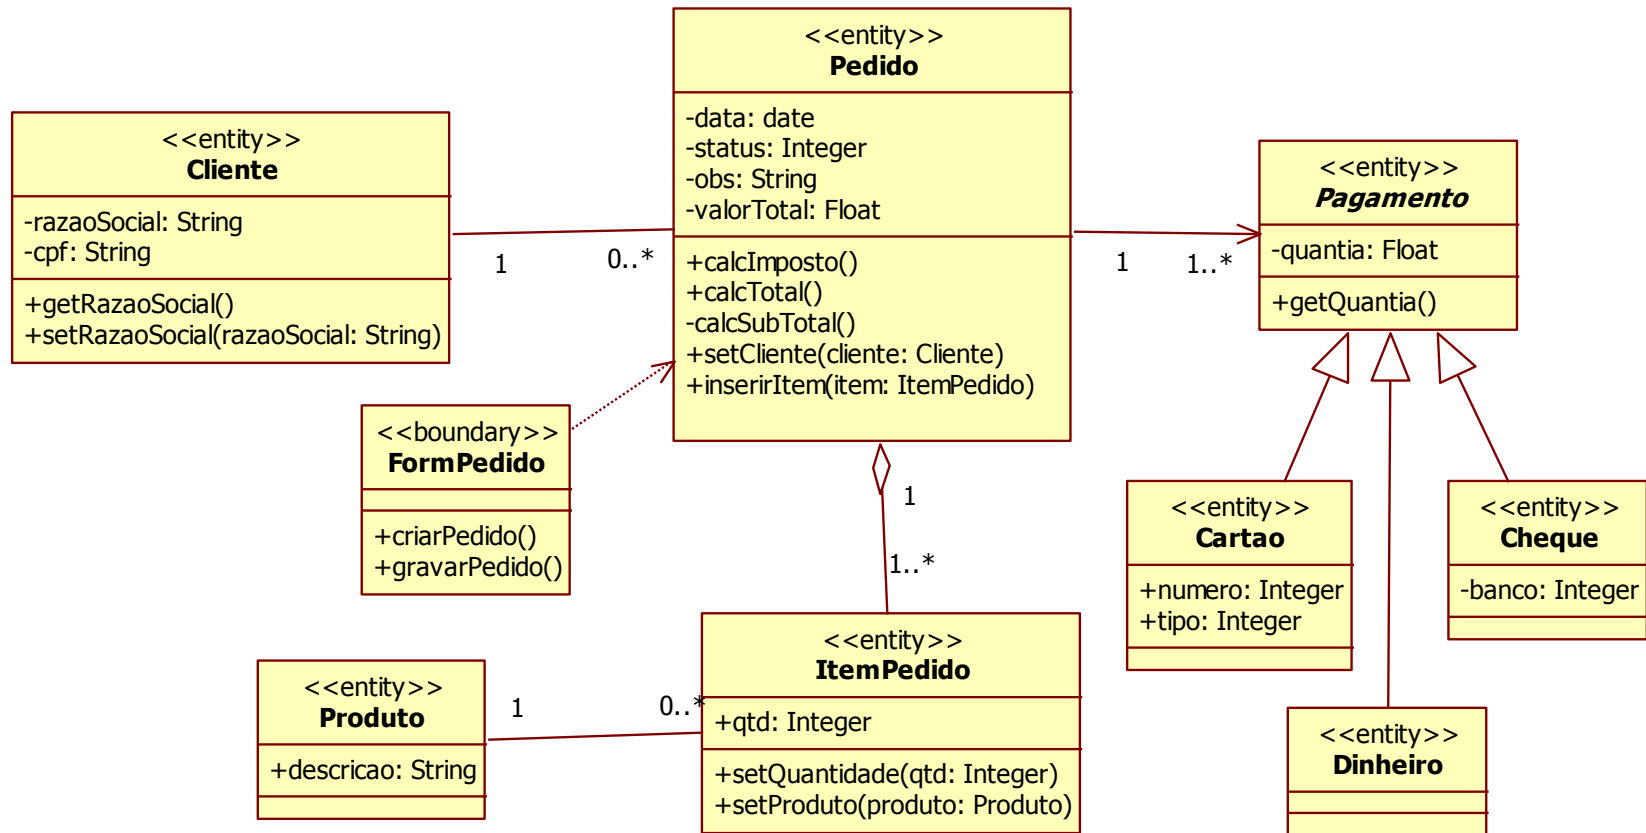 <<entity>>
Pedido
-data: date
-status: Integer
-obs: String
-valorTotal: Float
+calcImposto()
+calcTotal()
-calcSubTotal()
+setCliente(cliente: Cliente)
+inserirItem(item: ItemPedido)
<<entity>>
Cliente
-razaoSocial: String
-cpf: String
+getRazaoSocial()
+setRazaoSocial(razaoSocial: String)
1
0..*
1
1..*
<<entity>>
Pagamento
-quantia: Float
+getQuantia()
<<boundary>>
FormPedido
+criarPedido()
+gravarPedido()
1
1..*
<<entity>>
Cartao
+numero: Integer
+tipo: Integer
<<entity>>
Cheque
-banco: Integer
<<entity>>
Produto
+descricao: String
1
0..*
<<entity>>
ItemPedido
+qtd: Integer
+setQuantidade(qtd: Integer)
+setProduto(produto: Produto)
<<entity>>
Dinheiro